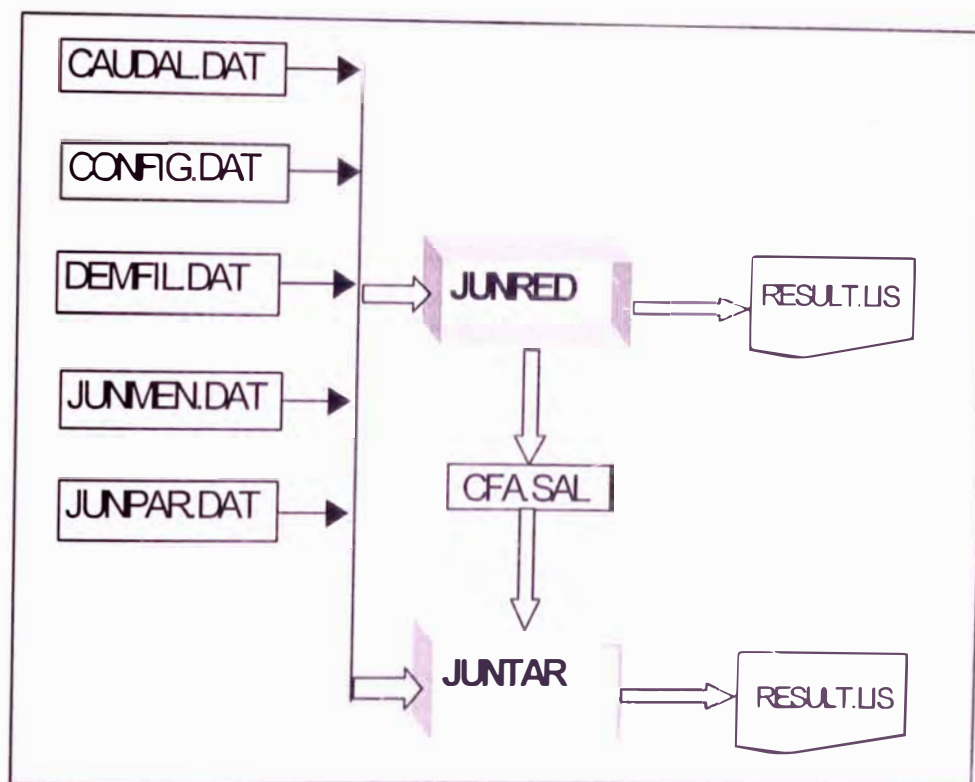 CAUDAL.DAT
CONFIG.DAT
DEMFIL.DAT
JUNRED
RESULT.LIS
JUNMEN.DAT
CFA.SAL
JUNPAR.DAT
JUNTAR
RESULT.LIS